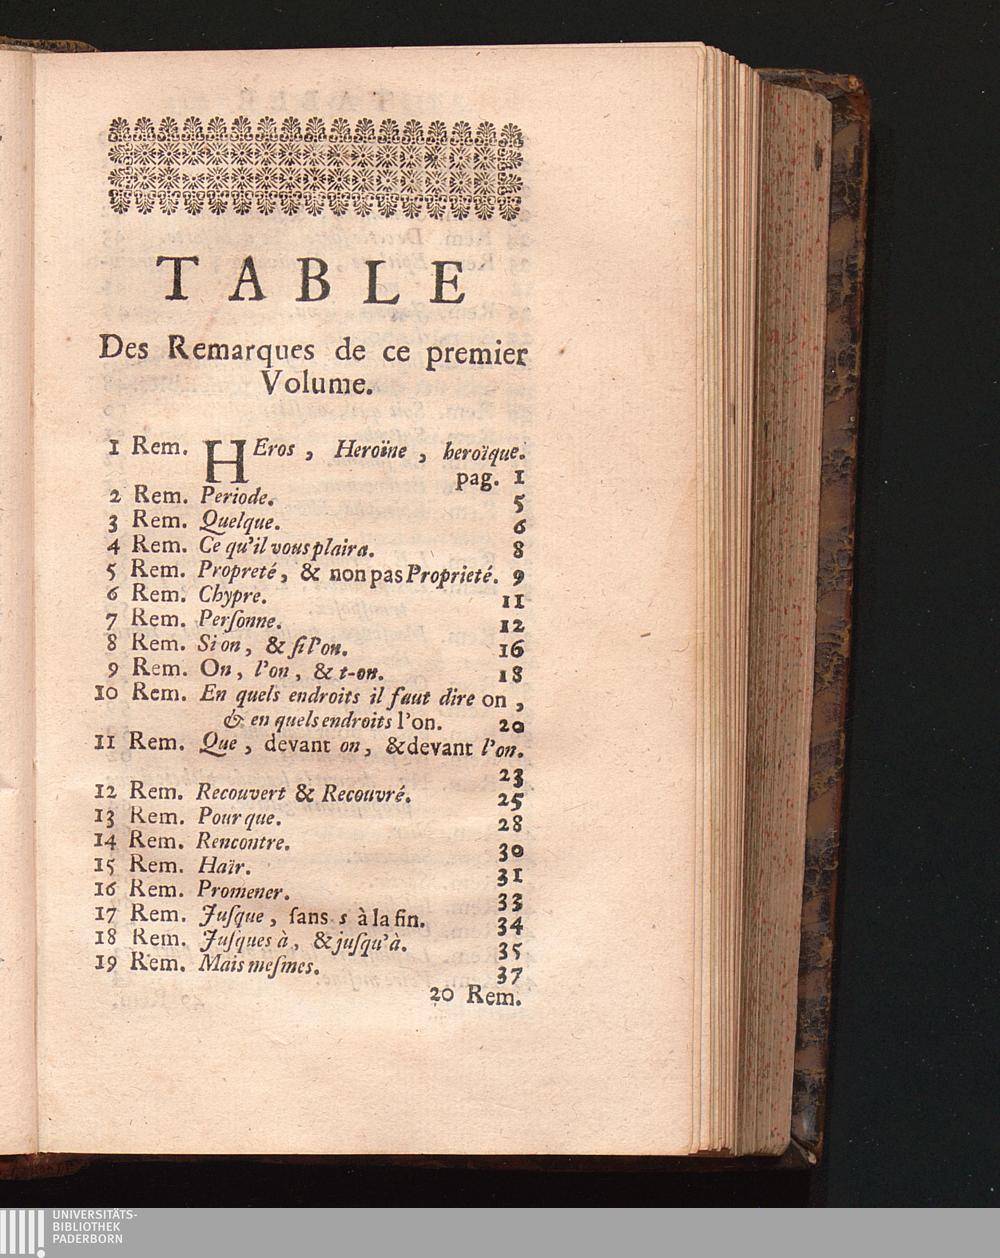 TABLE
Des Remarques de ce premier
Volume.
1 Rem. HEros, Heroïne, heroïque.
pag. 1
2 Rem. Periode. 5
3 Rem. Quelque. 6
4 Rem. Ce qu'il vous plaira. 8
5 Rem. Propreté, & non pas Proprieté. 9
6 Rem. Chypre. 11
7 Rem. Perſonne. 12
8 Rem. Si on, & ſi l'on. 16
9 Rem. On, l'on, & t-on. 18
10 Rem. En quels endroits il faut dire on,
& en quels endroits l'on. 20
11 Rem. Que, devant on, & devant l'on.
23
12 Rem. Recouvert & Recouvré. 25
13 Rem. Pour que. 28
14 Rem. Rencontre. 30
15 Rem. Haïr. 31
16 Rem. Promener. 33
17 Rem. Juſque, ſans s à la fin. 34
18 Rem. Juſques à, & juſqu'à. 35
19 Rem. Mais meſmes. 37
20 Rem.
UNIVERSITÄTS-
BIBLIOTHEK
PADERBORN